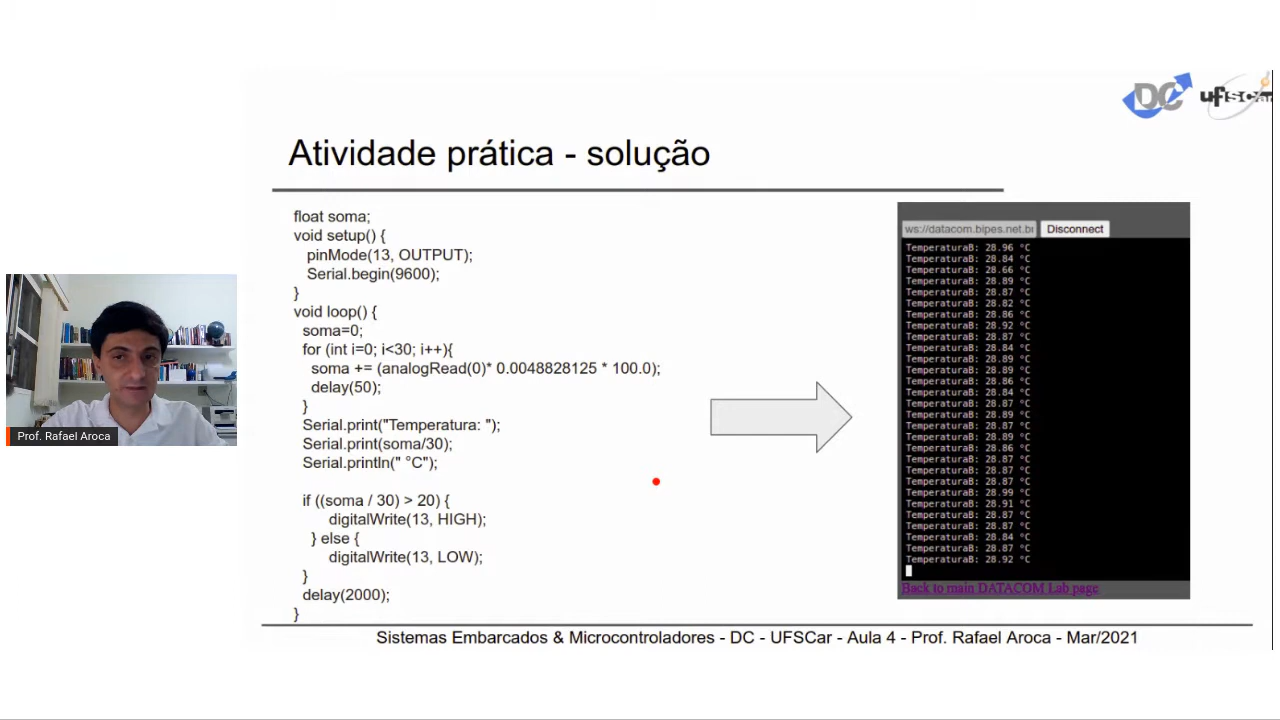 DC ufscar
Atividade prática - solução
float soma;
void setup() {
pinMode(13, OUTPUT);
Serial.begin(9600);
}
void loop() {
soma=0;
for (int i=0; i<30; i++){
soma += (analogRead(0)* 0.0048828125 * 100.0);
delay(50);
}
Serial.print("Temperatura: ");
Serial.print(soma/30);
Serial.println(" °C");
if ((soma / 30) > 20) {
digitalWrite(13, HIGH);
} else {
digitalWrite(13, LOW);
}
delay(2000);
}
ws://datacom.bipes.net.br Disconnect
TemperaturaB: 28.96 °C
TemperaturaB: 28.84 °C
TemperaturaB: 28.66 °C
TemperaturaB: 28.89 °C
TemperaturaB: 28.87 °C
TemperaturaB: 28.82 °C
TemperaturaB: 28.86 °C
TemperaturaB: 28.92 °C
TemperaturaB: 28.87 °C
TemperaturaB: 28.84 °C
TemperaturaB: 28.89 °C
TemperaturaB: 28.89 °C
TemperaturaB: 28.86 °C
TemperaturaB: 28.84 °C
TemperaturaB: 28.87 °C
TemperaturaB: 28.89 °C
TemperaturaB: 28.87 °C
TemperaturaB: 28.89 °C
TemperaturaB: 28.86 °C
TemperaturaB: 28.87 °C
TemperaturaB: 28.87 °C
TemperaturaB: 28.87 °C
TemperaturaB: 28.99 °C
TemperaturaB: 28.91 °C
TemperaturaB: 28.87 °C
TemperaturaB: 28.87 °C
TemperaturaB: 28.84 °C
TemperaturaB: 28.87 °C
TemperaturaB: 28.92 °C
Back to main DATACOM Lab page
Prof. Rafael Aroca
Sistemas Embarcados & Microcontroladores - DC - UFSCar - Aula 4 - Prof. Rafael Aroca - Mar/2021